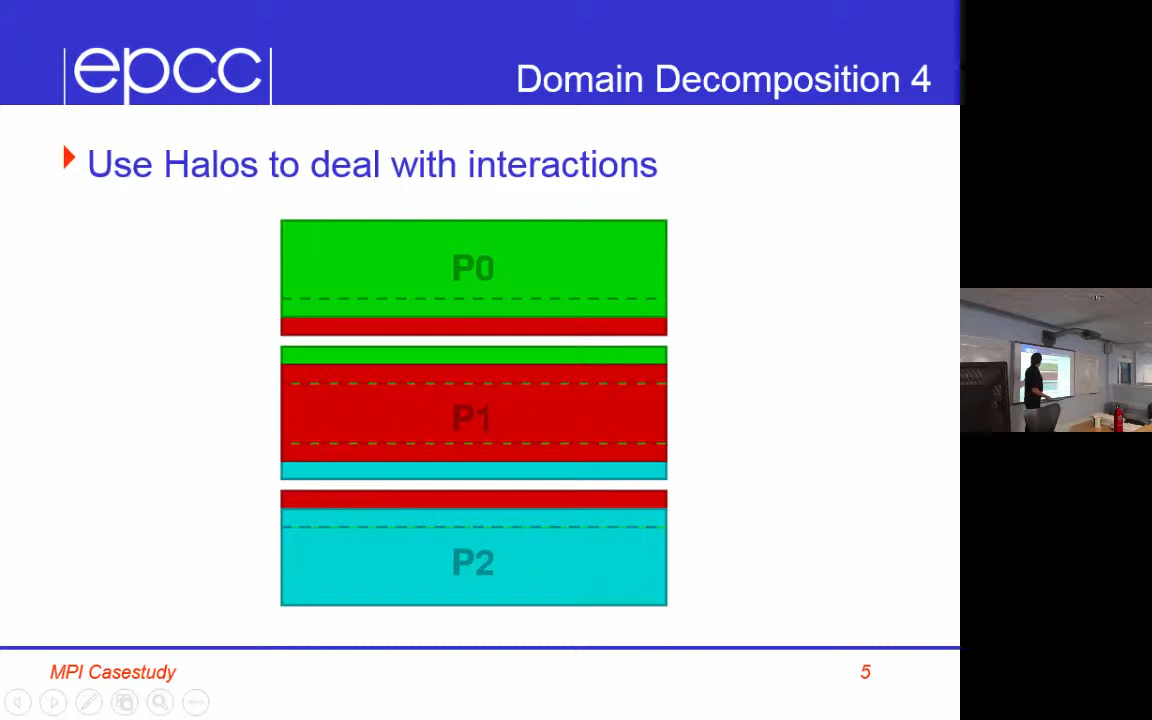 epcc
Domain Decomposition 4
Use Halos to deal with interactions
P0
P1
P2
MPI Casestudy
5